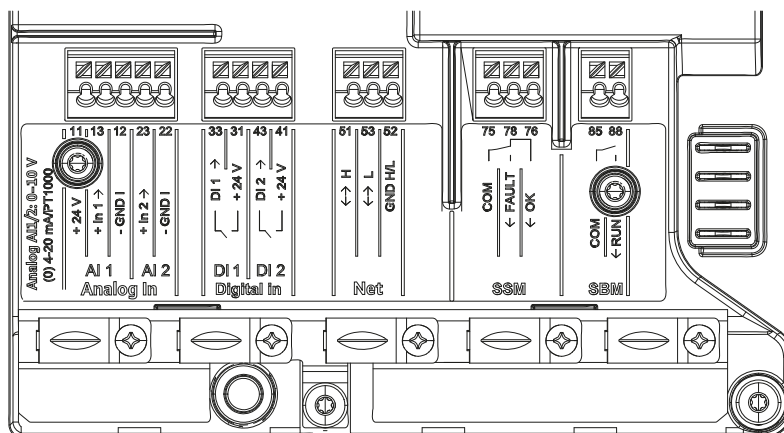 11 13 12 23 22
33 31 43 41
51 53 52
75 78 76
85 88
Analog AI1/2: 0–10 V
(0) 4–20 mA/PT1000
+ 24 V
+ In 1 →
- GND I
+ In 2 →
- GND I
AI 1
AI 2
Analog In
DI 1 →
+ 24 V
DI 2 →
+ 24 V
DI 1
DI 2
Digital in
↔ H
↔ L
GND H/L
Net
COM
← FAULT
← OK
SSM
COM
← RUN
SBM